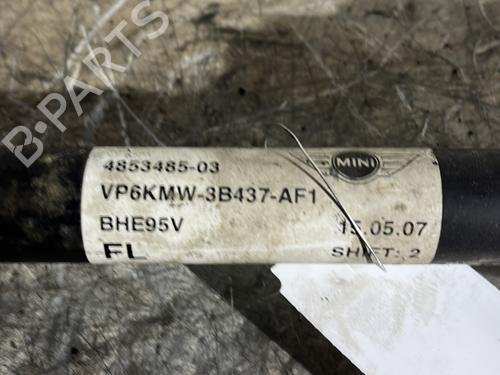 B-PARTS
4853485-03
MINI
VP6KMW-3B437-AF1
BHE95V
15.05.07
FL
SHIFT: 2